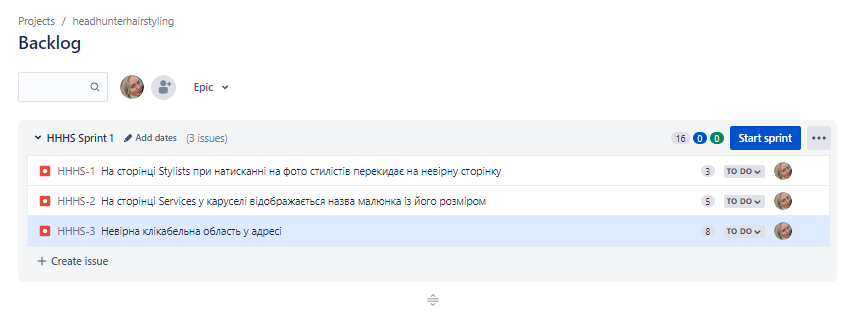 Projects / headhunterhairstyling
Backlog
Epic
HHHS Sprint 1 Add dates (3 issues) 16 0 0 Start sprint
HHHS-1 На сторінці Stylists при натисканні на фото стилістів перекидає на невірну сторінку 3 TO DO
HHHS-2 На сторінці Services у каруселі відображається назва малюнка із його розміром 5 TO DO
HHHS-3 Невірна клікабельна область у адресі 8 TO DO
+ Create issue